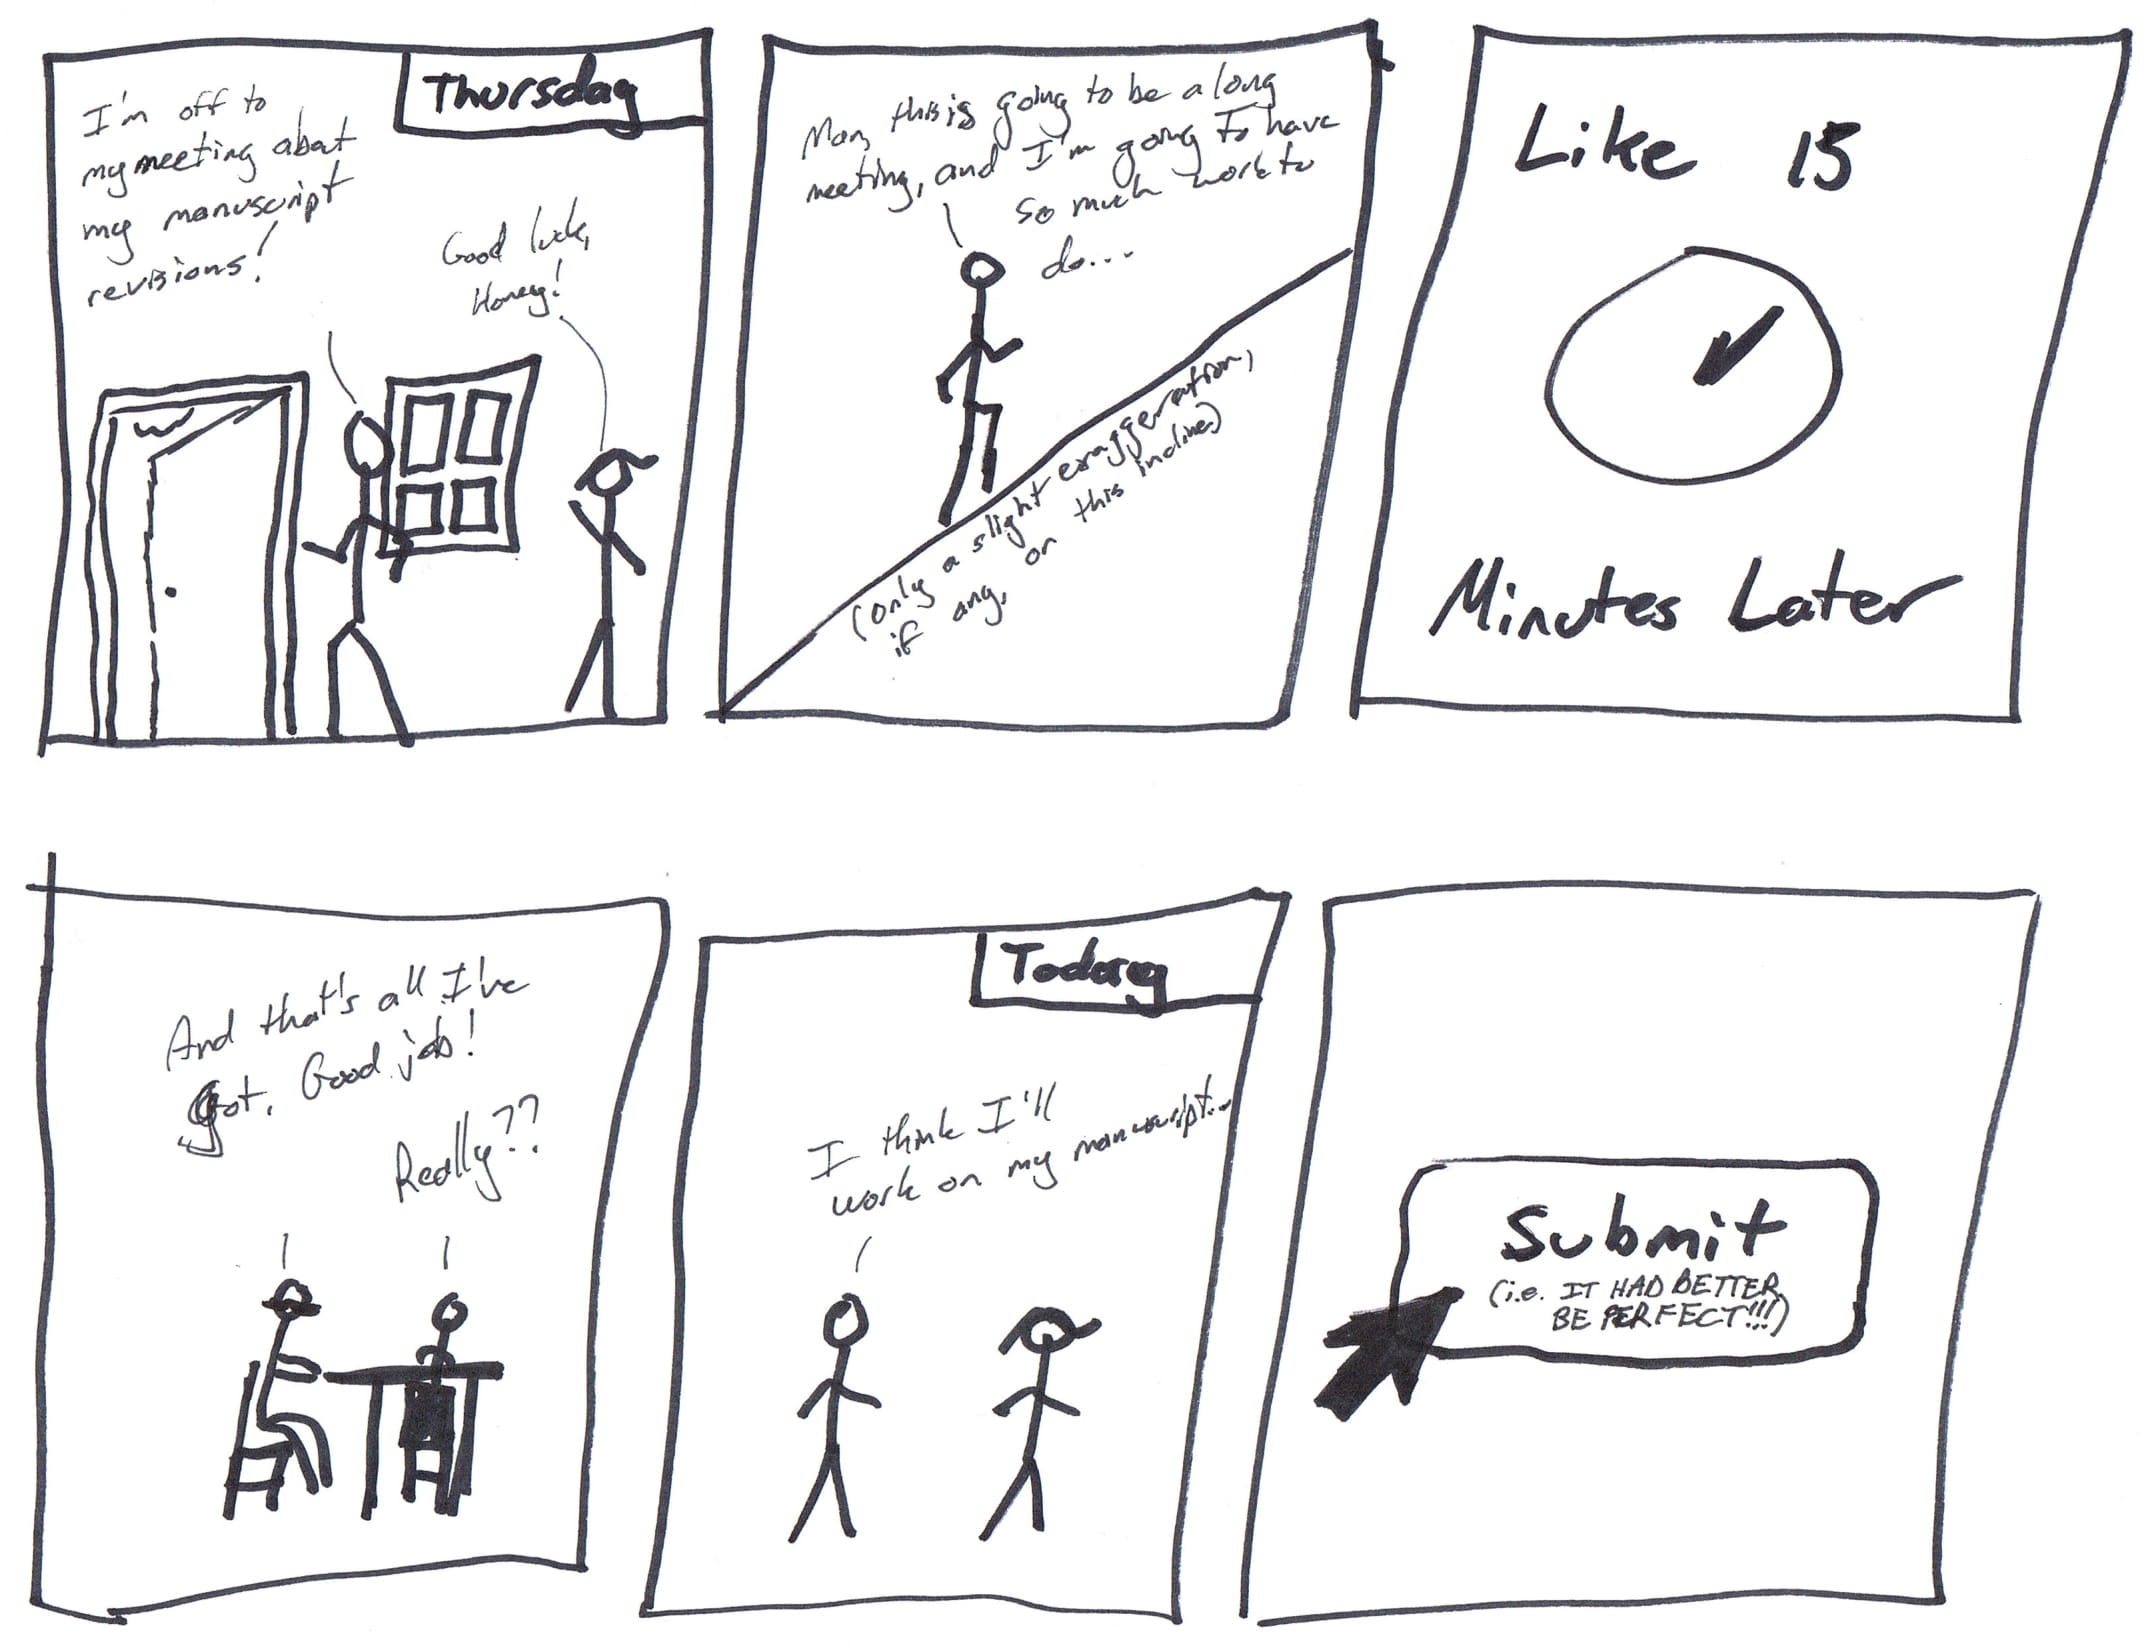 Thursday
I'm off to
my meeting about
my manuscript
revisions!
Good luck,
Honey!
Man, this is going to be a long
meeting, and I'm going to have
so much work to
do...
(only a slight exaggeration,
if any, on this incline)
Like 15
Minutes Later
And that's all I've
got. Good job!
Really??
Today
I think I'll
work on my manuscript...
Submit
(i.e. IT HAD BETTER
BE PERFECT!!!)